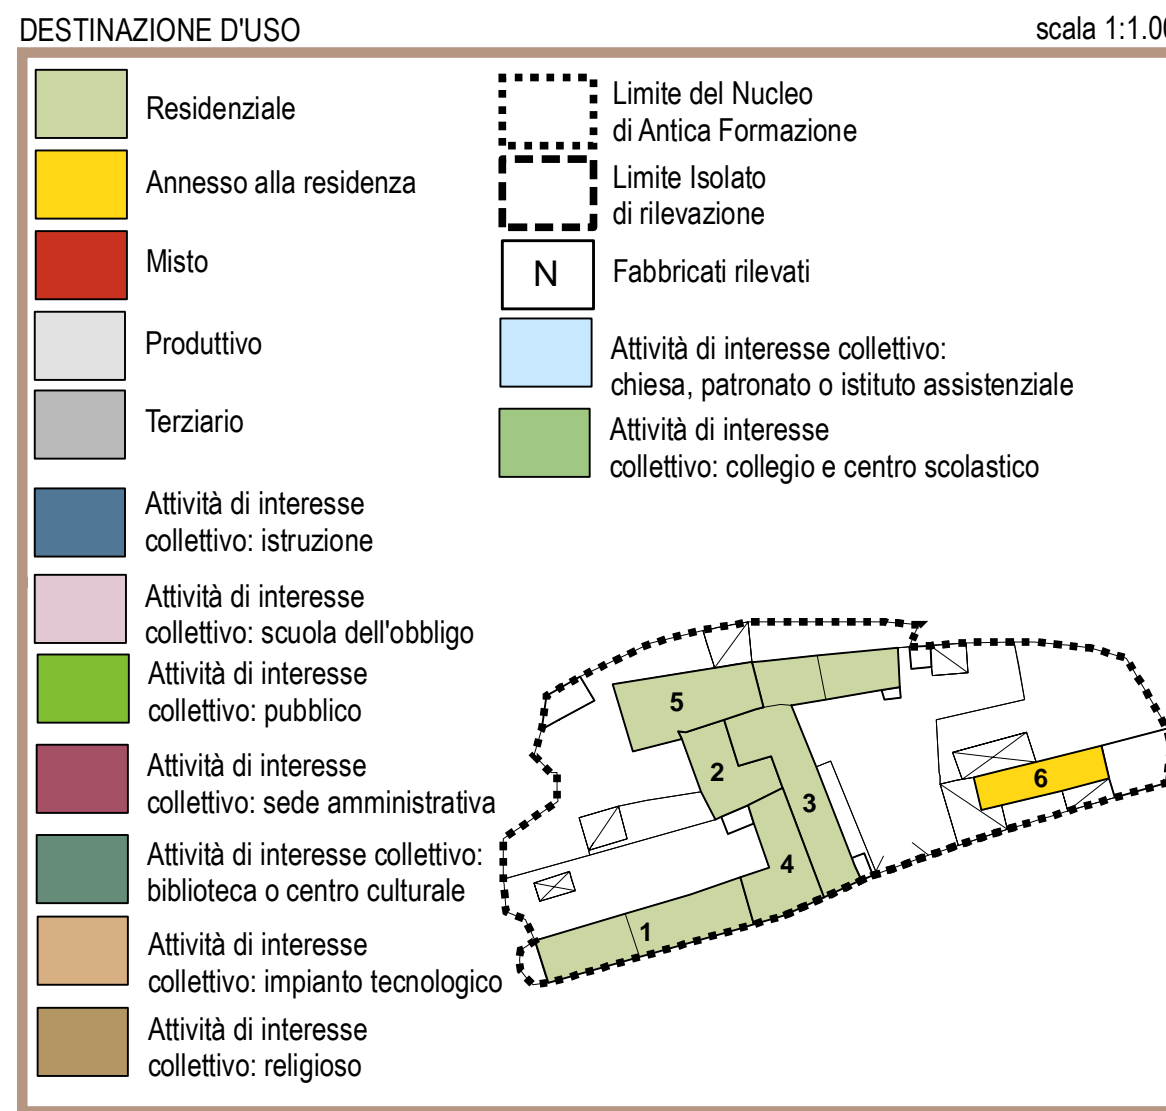 DESTINAZIONE D'USO
scala 1:1.00
Residenziale
Annesso alla residenza
Misto
Produttivo
Terziario
Attività di interesse
collettivo: istruzione
Attività di interesse
collettivo: scuola dell'obbligo
Attività di interesse
collettivo: pubblico
Attività di interesse
collettivo: sede amministrativa
Attività di interesse collettivo:
biblioteca o centro culturale
Attività di interesse
collettivo: impianto tecnologico
Attività di interesse
collettivo: religioso
Limite del Nucleo
di Antica Formazione
Limite Isolato
di rilevazione
N
Fabbricati rilevati
Attività di interesse collettivo:
chiesa, patronato o istituto assistenziale
Attività di interesse
collettivo: collegio e centro scolastico
5
2
3
6
4
1